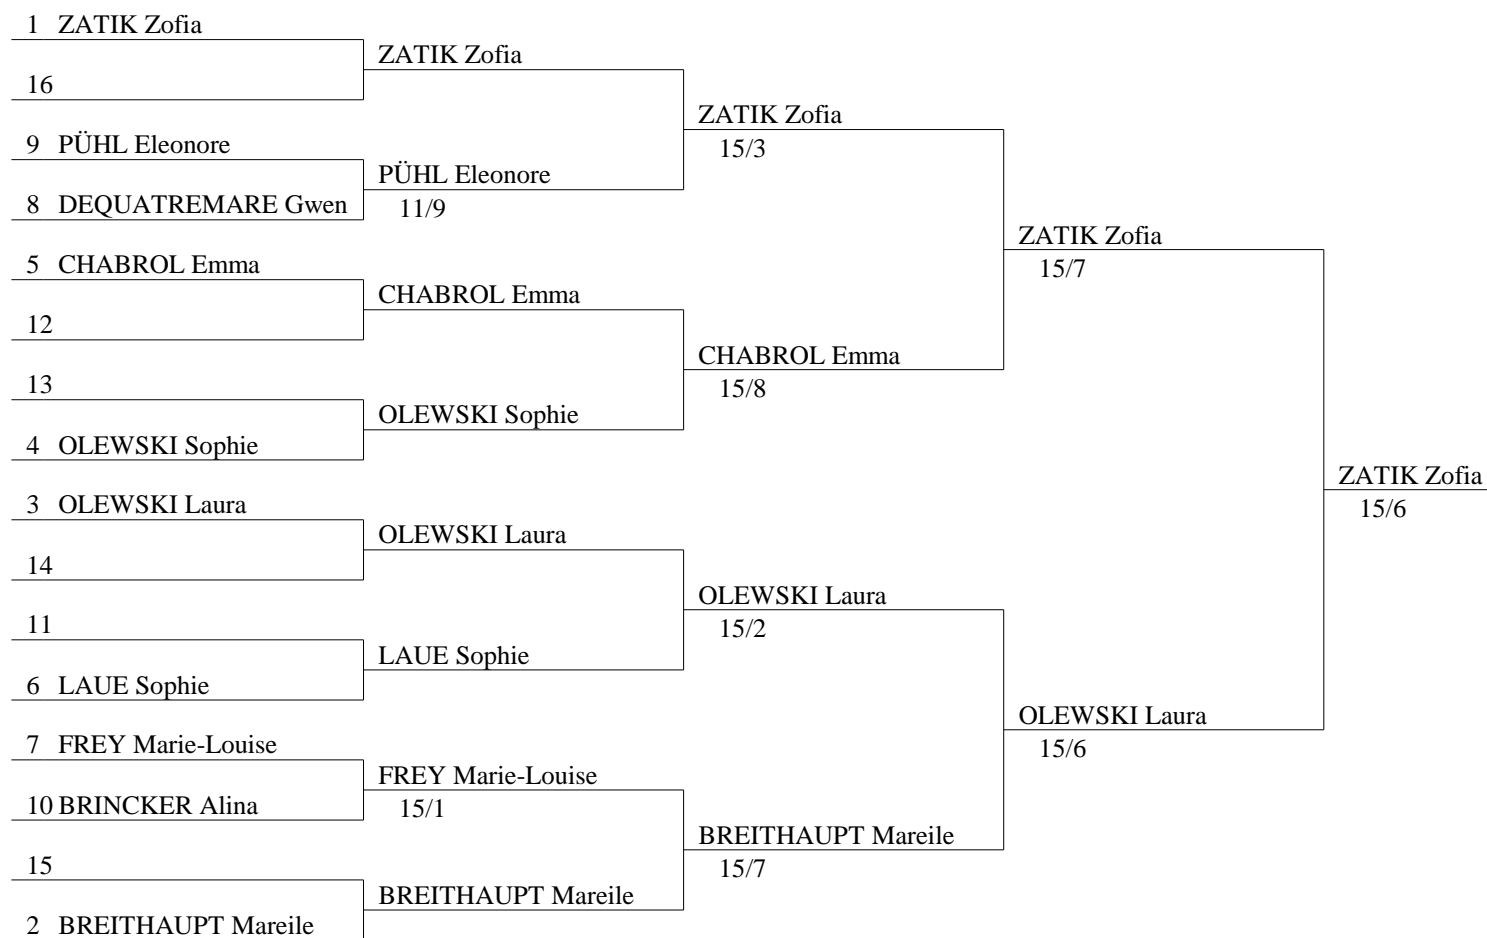 1 ZATIK Zofia
ZATIK Zofia
16
ZATIK Zofia
15/3
9 PÜHL Eleonore
PÜHL Eleonore
8 DEQUATREMARE Gwen
11/9
ZATIK Zofia
15/7
5 CHABROL Emma
CHABROL Emma
12
CHABROL Emma
15/8
13
OLEWSKI Sophie
4 OLEWSKI Sophie
ZATIK Zofia
15/6
3 OLEWSKI Laura
OLEWSKI Laura
14
OLEWSKI Laura
15/2
11
LAUE Sophie
6 LAUE Sophie
OLEWSKI Laura
15/6
7 FREY Marie-Louise
FREY Marie-Louise
10 BRINCKER Alina
15/1
BREITHAUPT Mareile
15/7
15
BREITHAUPT Mareile
2 BREITHAUPT Mareile